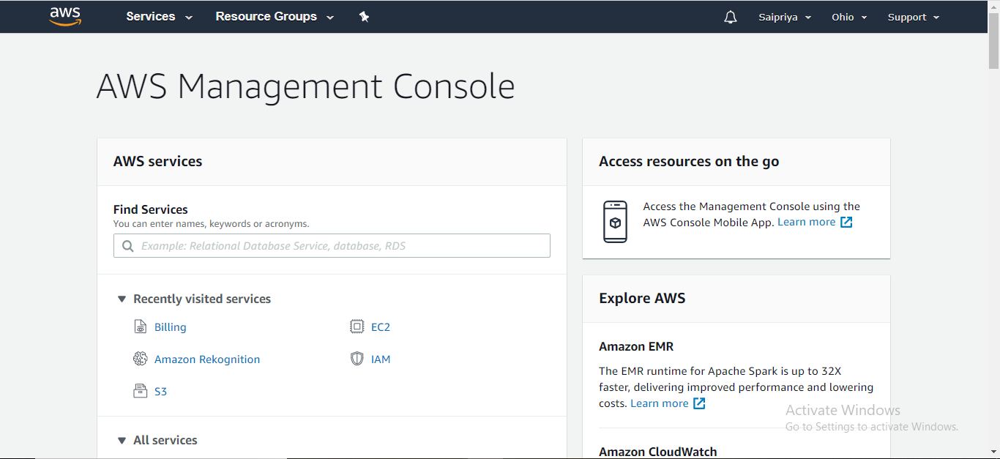 aws Services Resource Groups Saipriya Ohio Support
AWS Management Console
AWS services
Find Services
You can enter names, keywords or acronyms.
Example: Relational Database Service, database, RDS
Recently visited services
Billing
EC2
Amazon Rekognition
IAM
S3
All services
Access resources on the go
Access the Management Console using the
AWS Console Mobile App. Learn more
Explore AWS
Amazon EMR
The EMR runtime for Apache Spark is up to 32X
faster, delivering improved performance and lowering
costs. Learn more
Amazon CloudWatch
Activate Windows
Go to Settings to activate Windows.